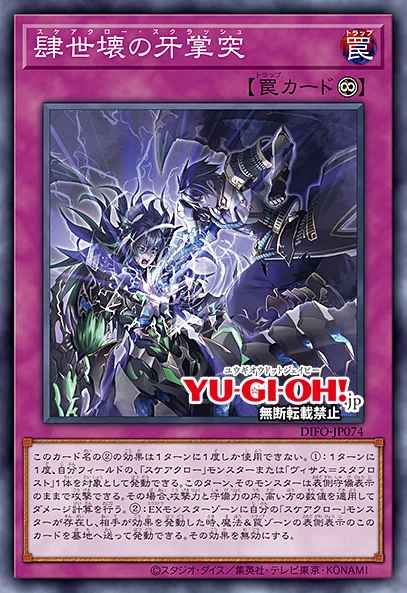 スケアクロー・スクラッシュ
肆世壊の牙掌突
トラップ
罠
トラップ
【罠カード】
ユウギオウドットジェイピー
YU-GI-OH!.jp
無断転載禁止
DIFO-JP074
このカード名の②の効果は1ターンに1度しか使用できない。①：1ターンに
1度、自分フィールドの、「スケアクロー」モンスターまたは「ヴィサス＝スタフロ
スト」1体を対象として発動できる。このターン、そのモンスターは表側守備表示
のままで攻撃できる。その場合、攻撃力と守備力の内、高い方の数値を適用して
ダメージ計算を行う。②：EXモンスターゾーンに自分の「スケアクロー」モンス
ターが存在し、相手が効果を発動した時、魔法&罠ゾーンの表側表示のこの
カードを墓地へ送って発動できる。その効果を無効にする。
©スタジオ・ダイス／集英社・テレビ東京・KONAMI